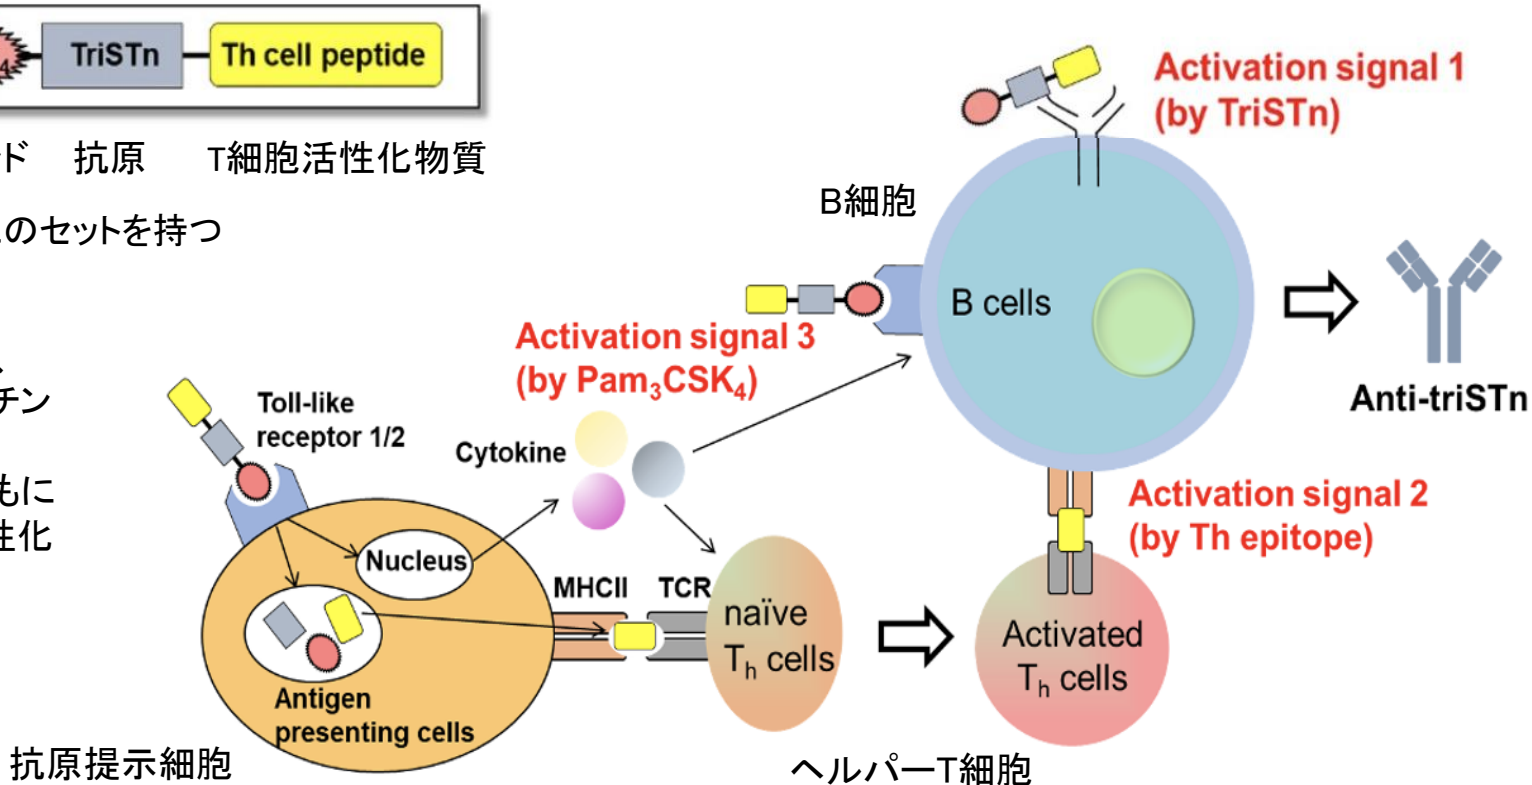 4
TriSTn
Th cell peptide
ド 抗原 T細胞活性化物質
のセットを持つ
チン
もに
性化
Activation signal 1
(by TriSTn)
B細胞
B cells
Anti-triSTn
Activation signal 3
(by Pam₃CSK₄)
Toll-like
receptor 1/2
Cytokine
Activation signal 2
(by Th epitope)
Nucleus
MHCII
TCR
naïve
Tₕ cells
Activated
Tₕ cells
Antigen
presenting cells
抗原提示細胞
ヘルパーT細胞